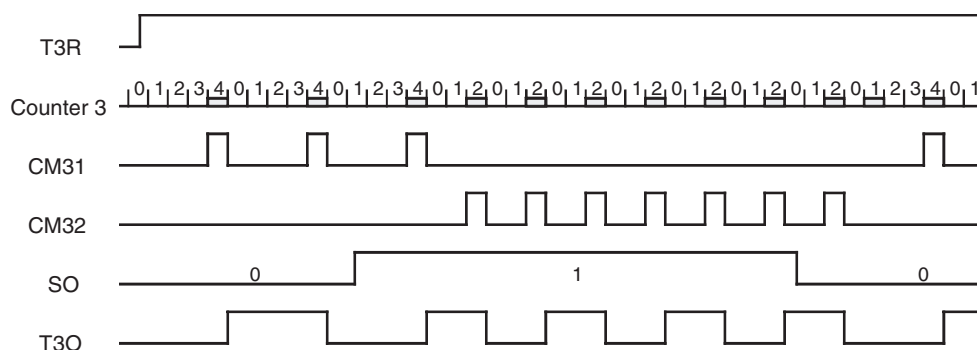 T3R
Counter 3 0 1 2 3 4 0 1 2 3 4 0 1 2 3 4 0 1 2 0 1 2 0 1 2 0 1 2 0 1 2 0 1 2 0 1 2 0 1 2 3 4 0 1
CM31
CM32
SO 0 1 0
T3O